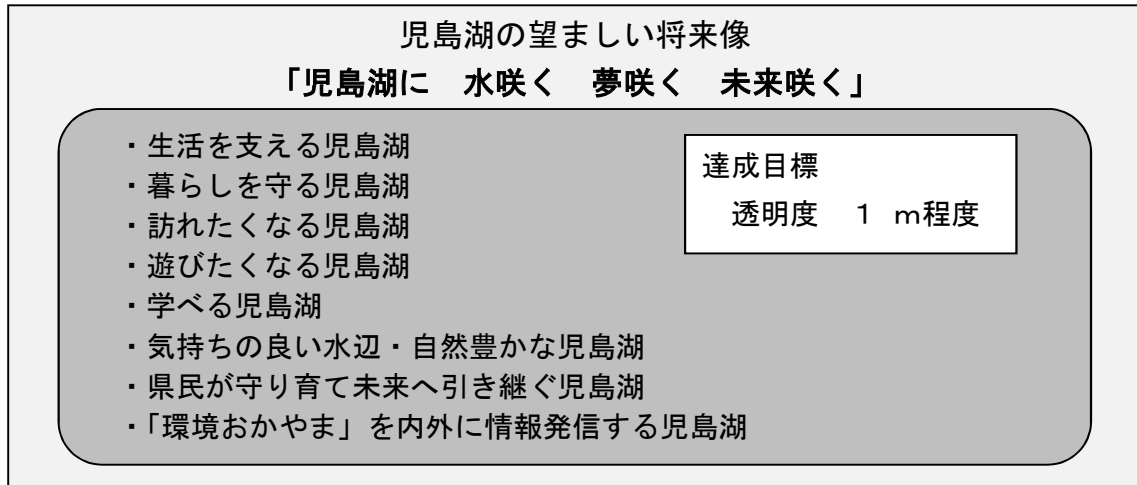 児島湖の望ましい将来像
「児島湖に　水咲く　夢咲く　未来咲く」
・生活を支える児島湖
・暮らしを守る児島湖
・訪れたくなる児島湖
・遊びたくなる児島湖
・学べる児島湖
・気持ちの良い水辺・自然豊かな児島湖
・県民が守り育て未来へ引き継ぐ児島湖
・「環境おかやま」を内外に情報発信する児島湖
達成目標
透明度　１　ｍ程度